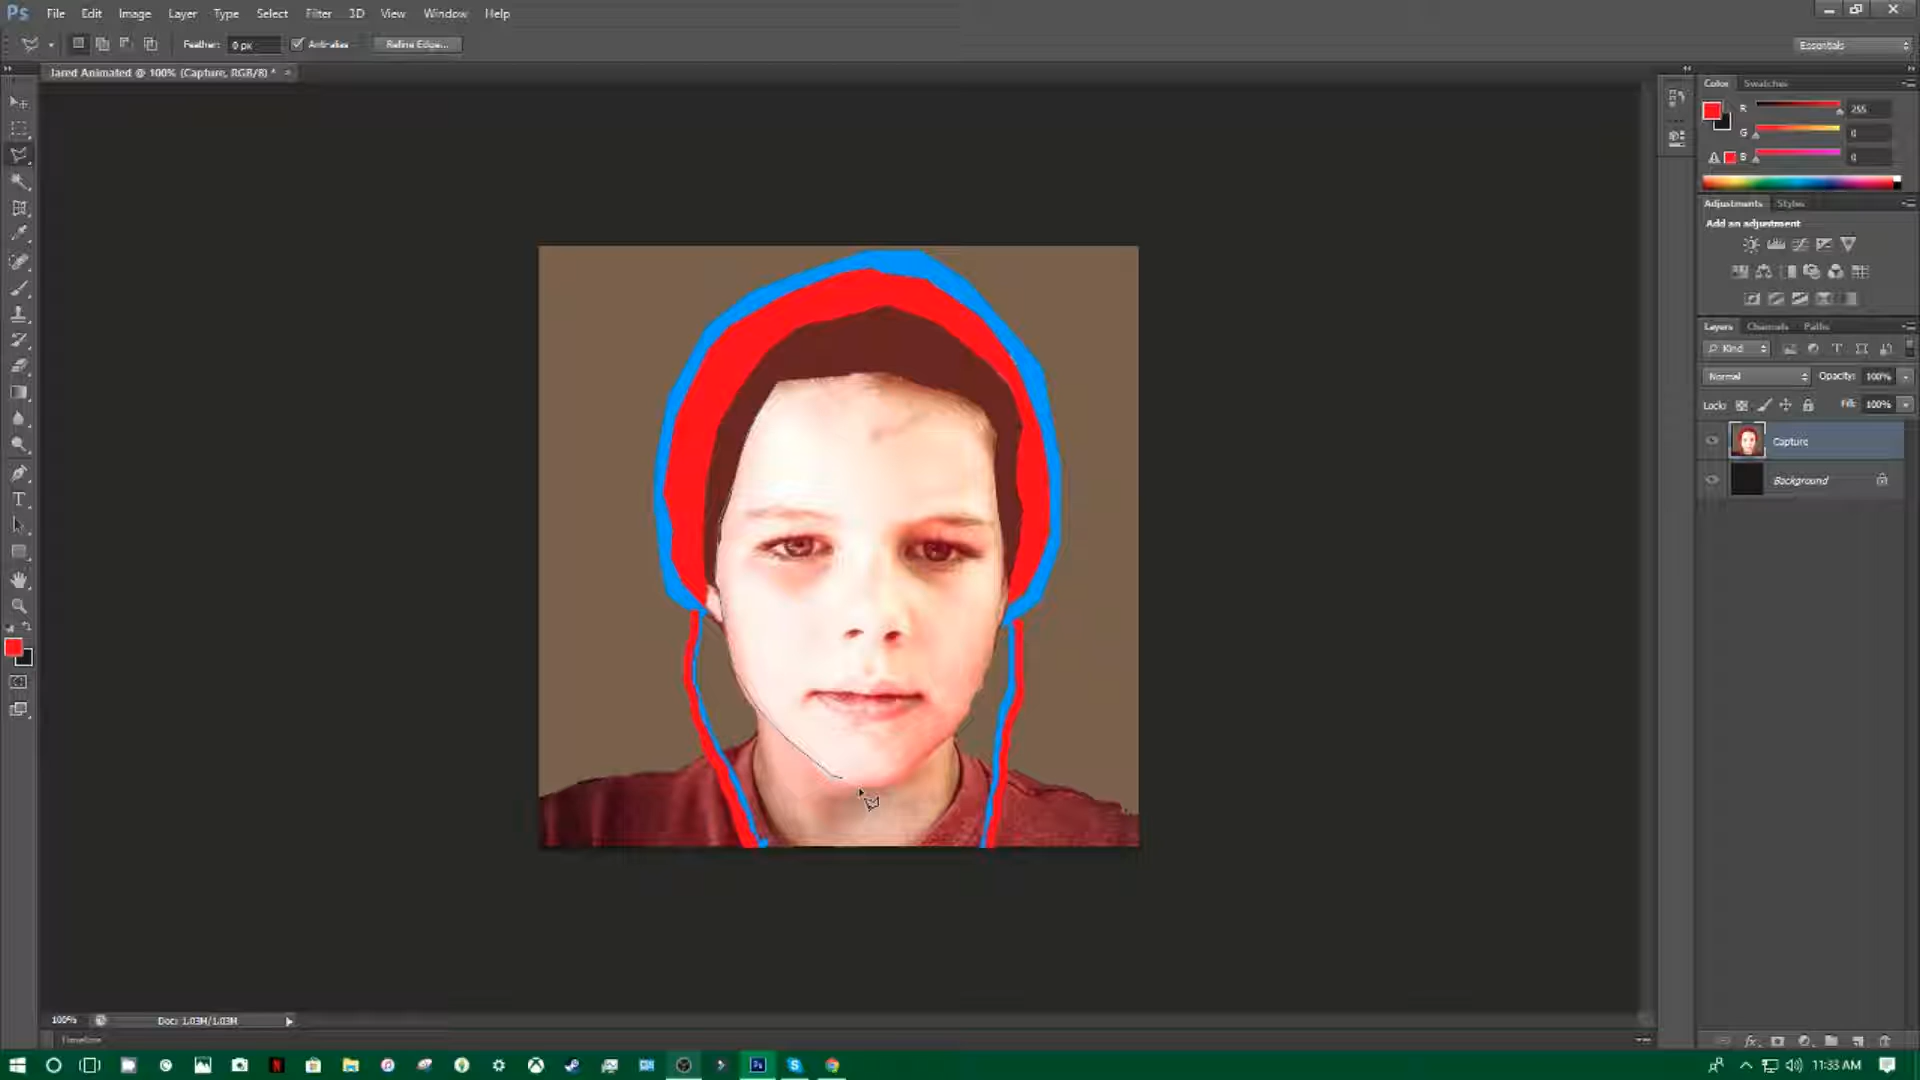 Ps File Edit Image Layer Type Select Filter 3D View Window Help
Feather: 0 px Anti-alias Refine Edge... Essentials
Jared Animated @ 100% (Capture, RGB/8) * ×
Color Swatches
R 255
G 0
B 0
Adjustments Styles
Add an adjustment
Layers Channels Paths
Kind
Normal Opacity: 100%
Lock: Fill: 100%
Capture
Background
100% Doc: 1.03M/1.03M
Timeline
11:33 AM